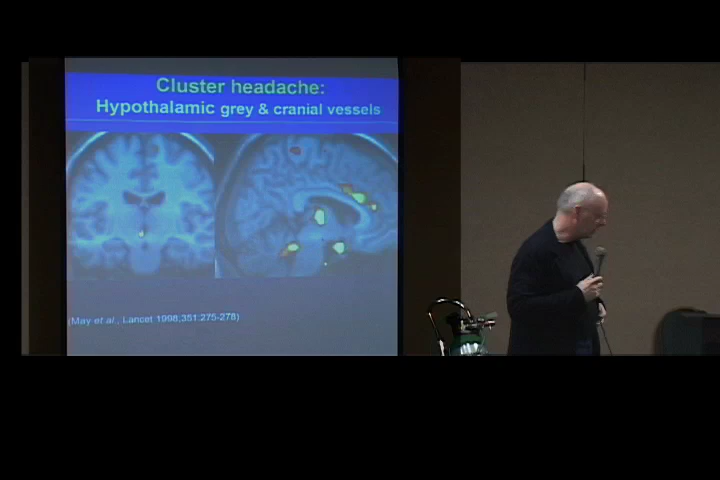 Cluster headache:
Hypothalamic grey & cranial vessels
(May et al., Lancet 1998,351:275-278)